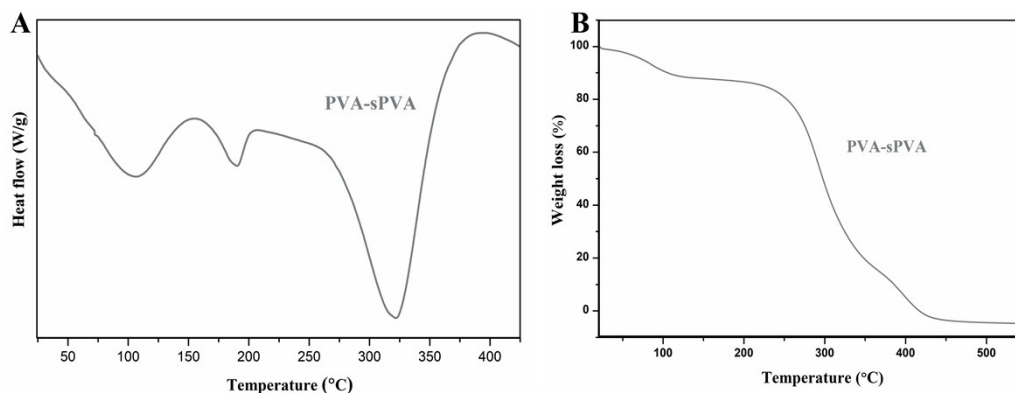 A
Heat flow (W/g)
PVA-sPVA
50 100 150 200 250 300 350 400
Temperature (°C)
B
Weight loss (%)
100
80
60
40
20
0
PVA-sPVA
100 200 300 400 500
Temperature (°C)